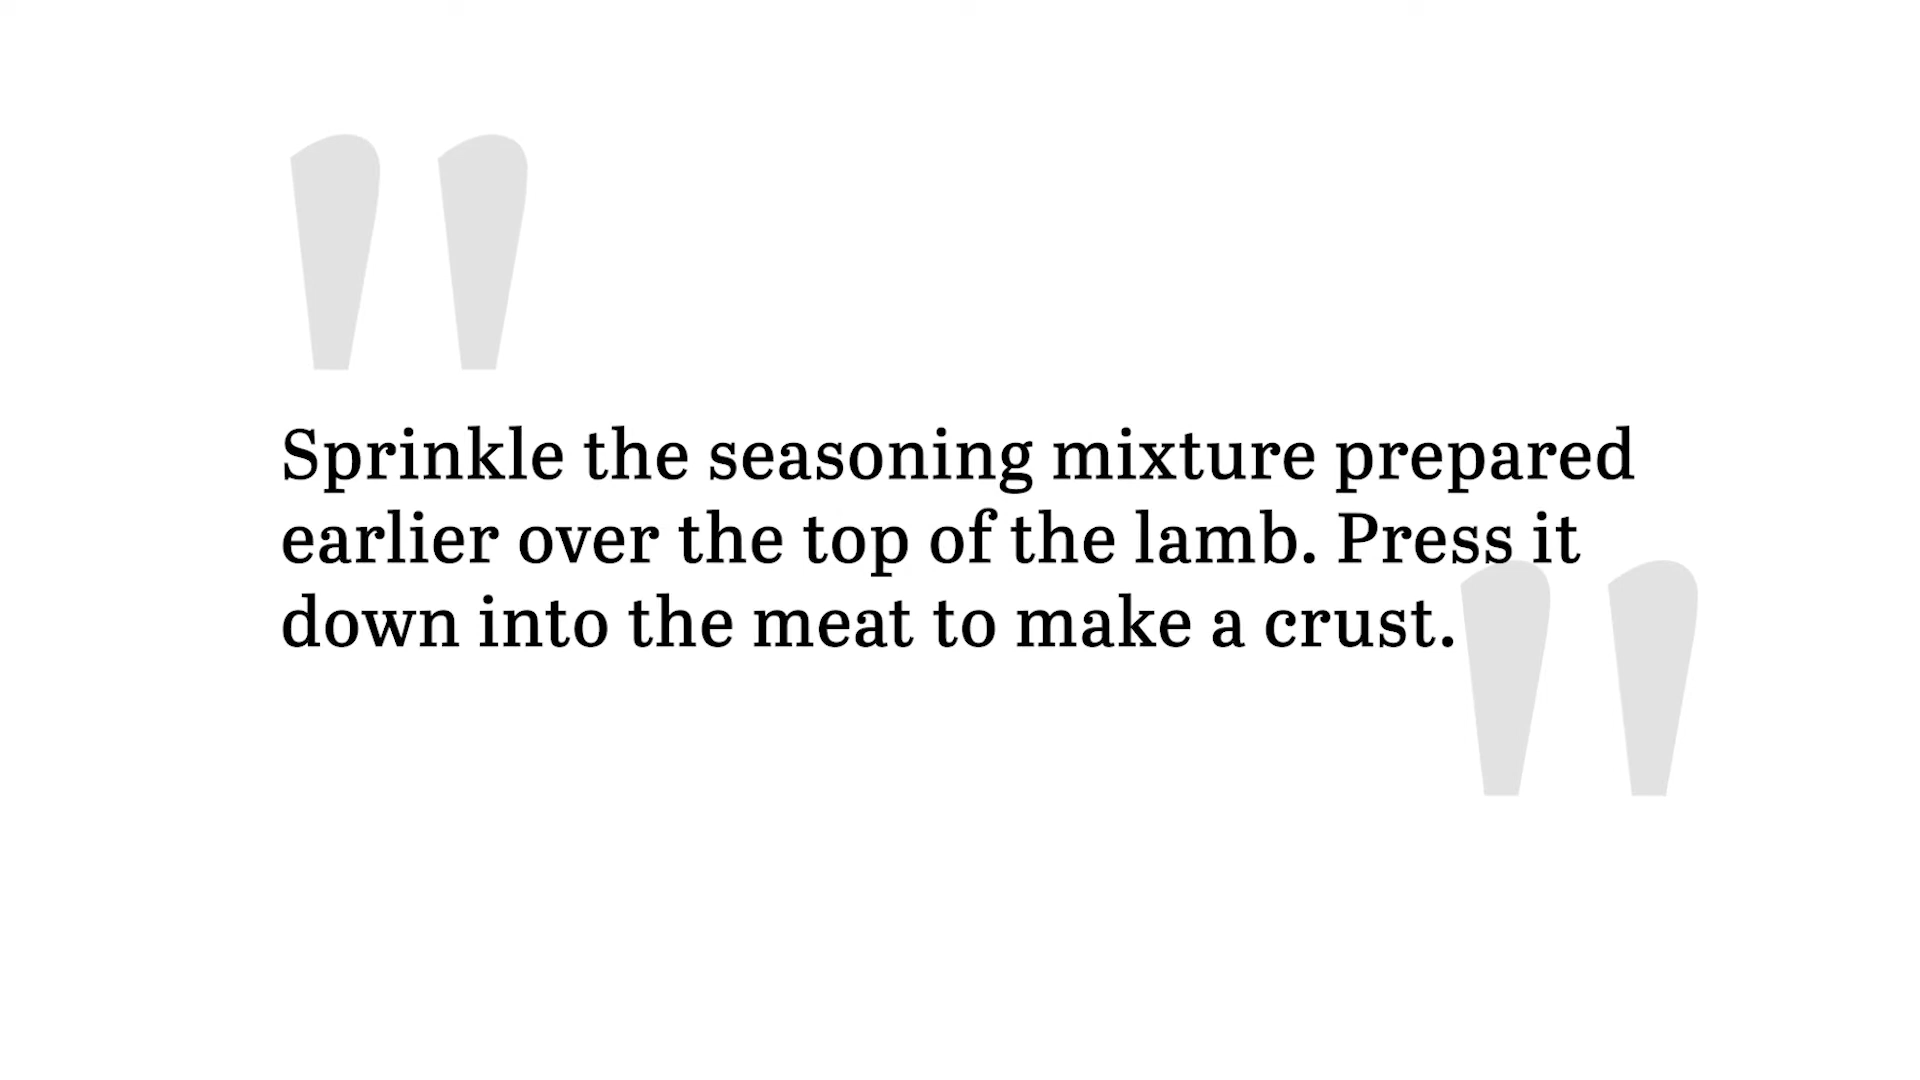 "
Sprinkle the seasoning mixture prepared
earlier over the top of the lamb. Press it
down into the meat to make a crust.
"